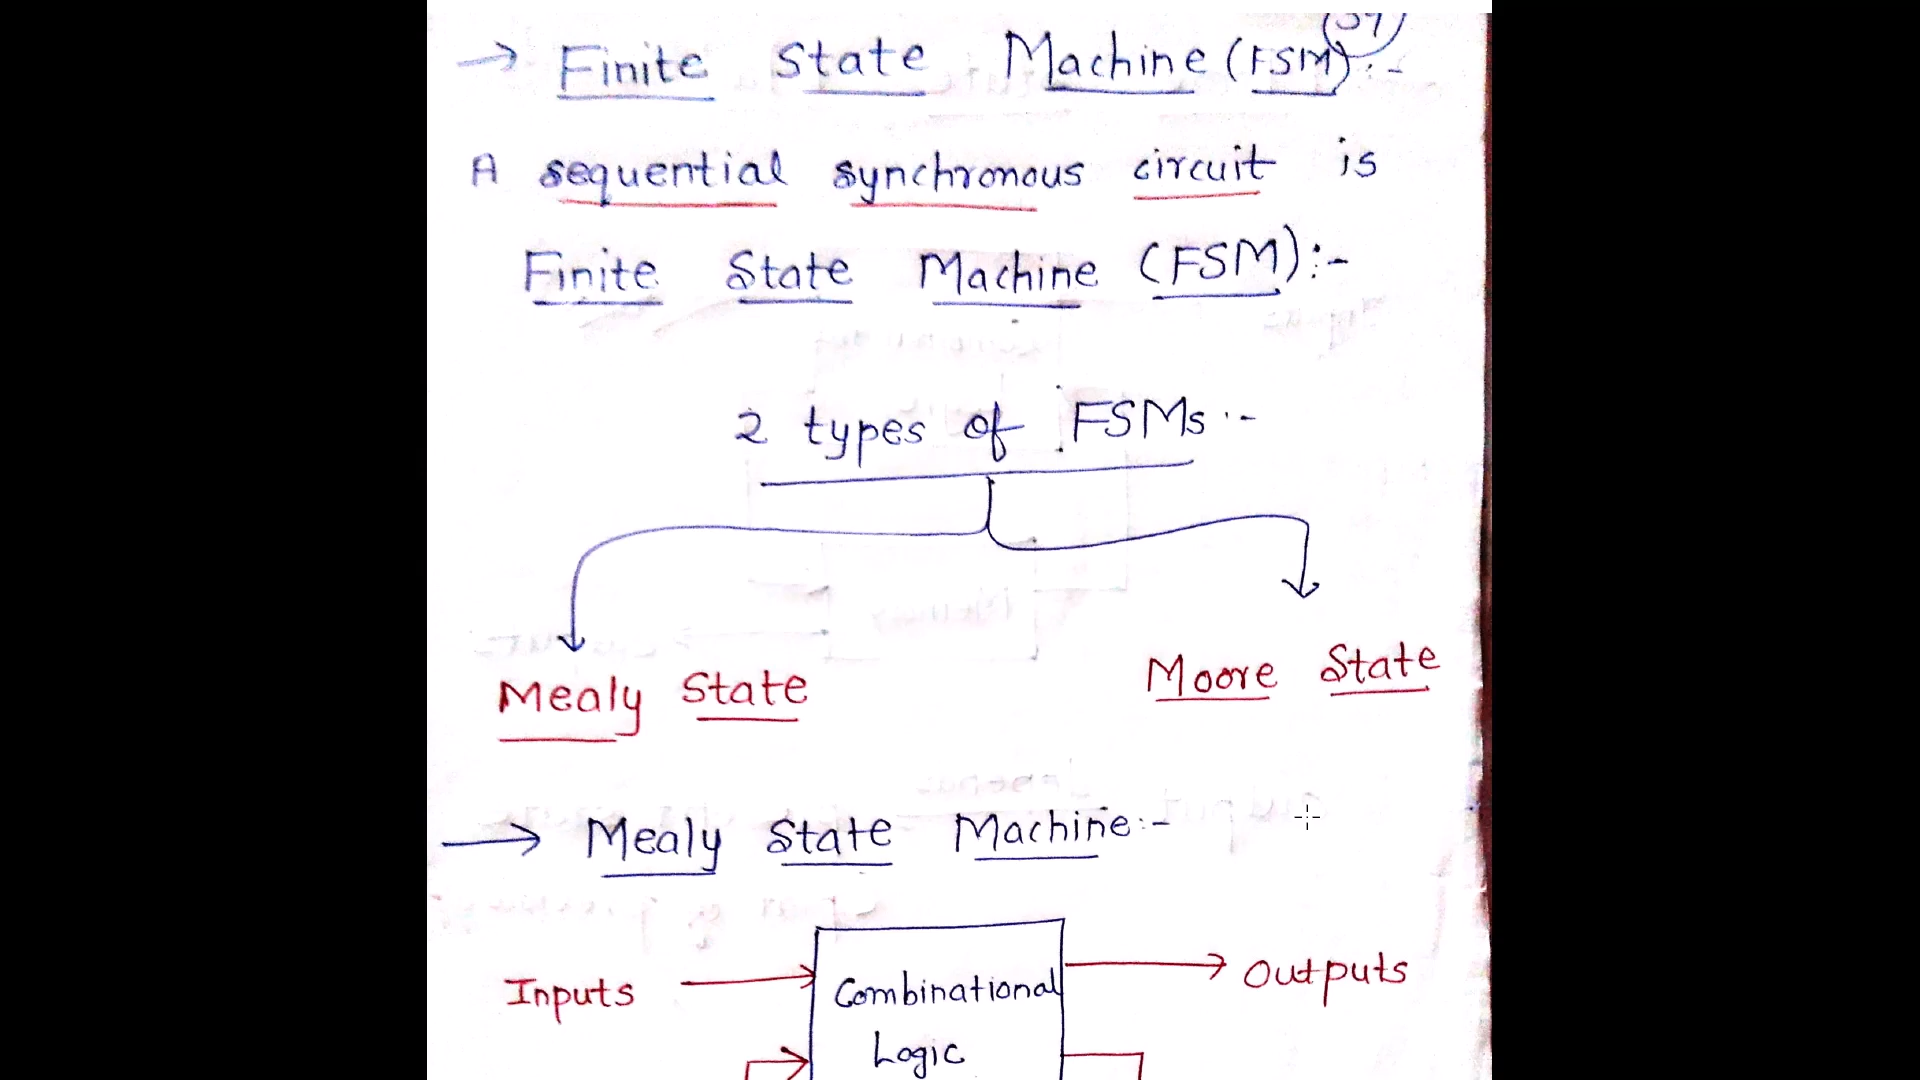 → Finite State Machine (FSM):-
A sequential synchronous circuit is
Finite State Machine (FSM):-
2 types of FSMs:-
Mealy State
Moore State
→ Mealy State Machine:-
Inputs
Combinational
Logic
Outputs